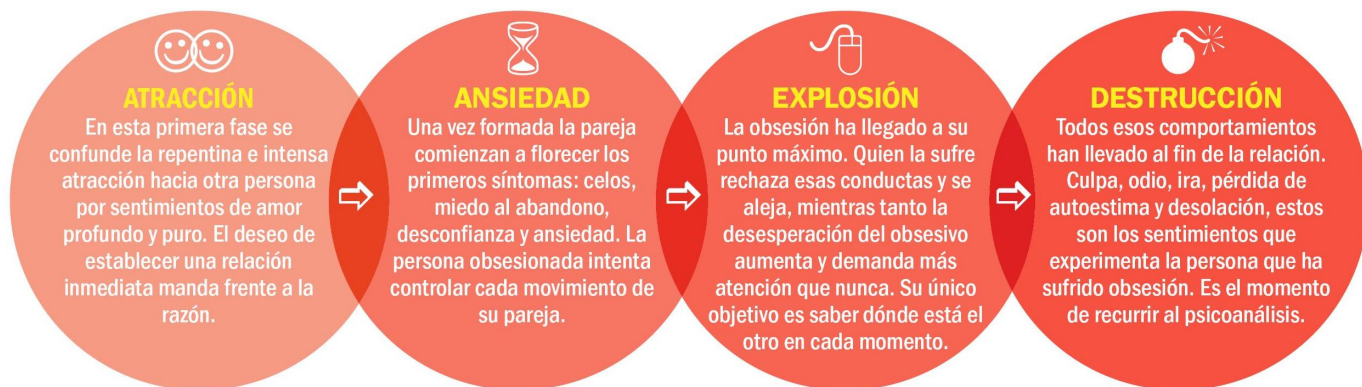 ATRACCIÓN
En esta primera fase se
confunde la repentina e intensa
atracción hacia otra persona
por sentimientos de amor
profundo y puro. El deseo de
establecer una relación
inmediata manda frente a la
razón.
ANSIEDAD
Una vez formada la pareja
comienzan a florecer los
primeros síntomas: celos,
miedo al abandono,
desconfianza y ansiedad. La
persona obsesionada intenta
controlar cada movimiento de
su pareja.
EXPLOSIÓN
La obsesión ha llegado a su
punto máximo. Quien la sufre
rechaza esas conductas y se
aleja, mientras tanto la
desesperación del obsesivo
aumenta y demanda más
atención que nunca. Su único
objetivo es saber dónde está el
otro en cada momento.
DESTRUCCIÓN
Todos esos comportamientos
han llevado al fin de la relación.
Culpa, odio, ira, pérdida de
autoestima y desolación, estos
son los sentimientos que
experimenta la persona que ha
sufrido obsesión. Es el momento
de recurrir al psicoanálisis.